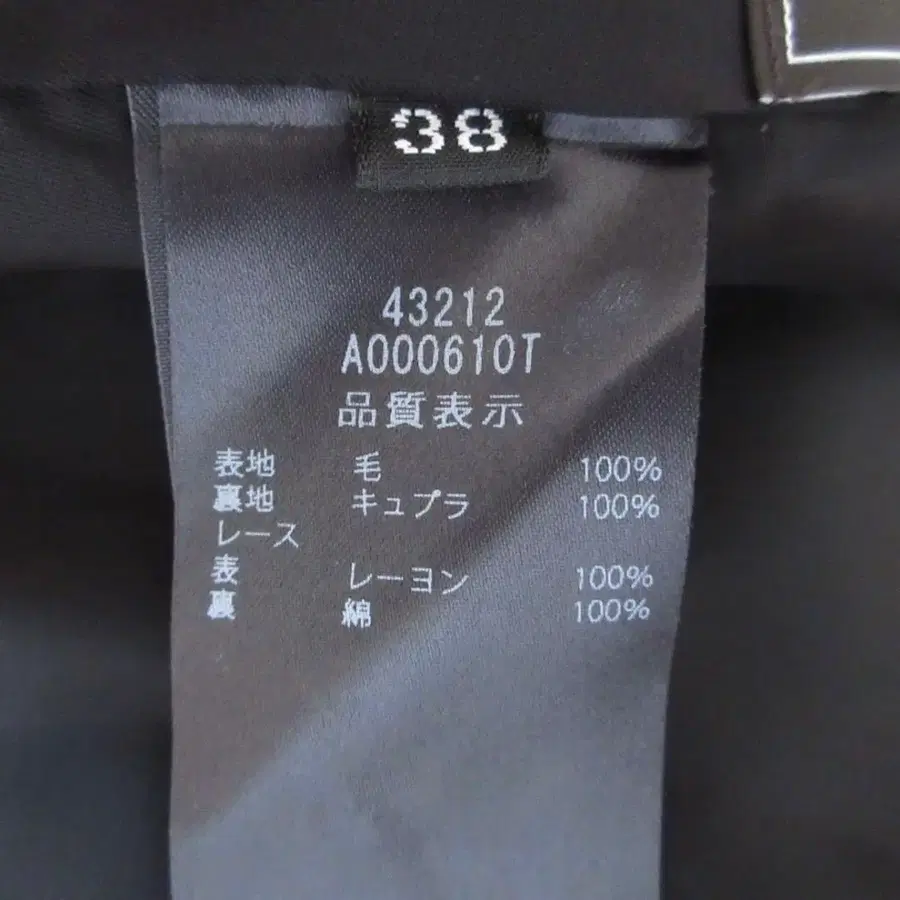 38
43212
A000610T
品質表示
表地 毛 100%
裏地 キュプラ 100%
レース
表 レーヨン 100%
裏 綿 100%